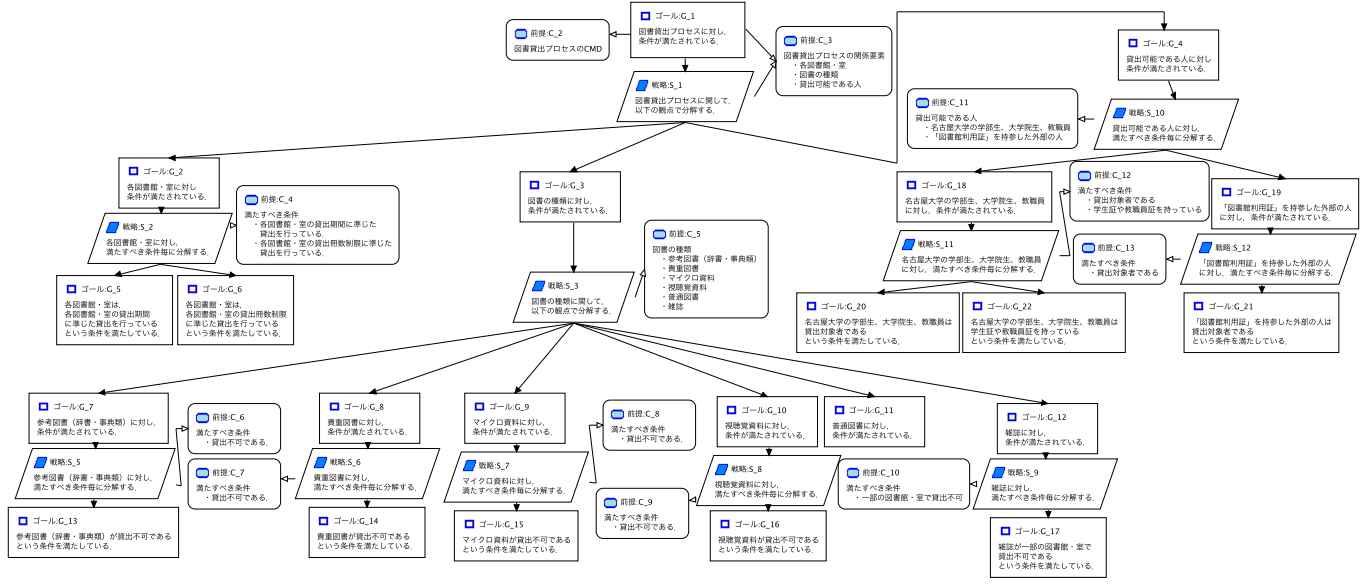 ゴール:G_1
図書貸出プロセスに対し、
条件が満たされている。
前提:C_2
図書貸出プロセスのCMD
前提:C_3
図書貸出プロセスの関係要素
・各図書館・室
・図書の種類
・貸出可能である人
戦略:S_1
図書貸出プロセスに関して、
以下の観点で分解する。
ゴール:G_4
貸出可能である人に対し
条件が満たされている。
前提:C_11
貸出可能である人
・名古屋大学の学部生、大学院生、教職員
・「図書館利用証」を持参した外部の人
戦略:S_10
貸出可能である人に対し、
満たすべき条件毎に分解する。
ゴール:G_2
各図書館・室に対し
条件が満たされている。
前提:C_4
満たすべき条件
・各図書館・室の貸出期間に準じた
貸出を行っている。
・各図書館・室の貸出冊数制限に準じた
貸出を行っている。
戦略:S_2
各図書館・室に対し、
満たすべき条件毎に分解する。
ゴール:G_5
各図書館・室は、
各図書館・室の貸出期間
に準じた貸出を行っている
という条件を満たしている。
ゴール:G_6
各図書館・室は、
各図書館・室の貸出冊数制限
に準じた貸出を行っている
という条件を満たしている。
ゴール:G_3
図書の種類に対し、
条件が満たされている。
前提:C_5
図書の種類
・参考図書（辞書・事典類）
・貴重図書
・マイクロ資料
・視聴覚資料
・普通図書
・雑誌
戦略:S_3
図書の種類に関して、
以下の観点で分解する。
ゴール:G_18
名古屋大学の学部生、大学院生、教職員
に対し、条件が満たされている。
前提:C_12
満たすべき条件
・貸出対象者である
・学生証や教職員証を持っている
ゴール:G_19
「図書館利用証」を持参した外部の人
に対し、条件が満たされている。
戦略:S_11
名古屋大学の学部生、大学院生、教職員
に対し、満たすべき条件毎に分解する。
前提:C_13
満たすべき条件
・貸出対象者である
戦略:S_12
「図書館利用証」を持参した外部の人
に対し、満たすべき条件毎に分解する。
ゴール:G_20
名古屋大学の学部生、大学院生、教職員は
貸出対象者である
という条件を満たしている。
ゴール:G_22
名古屋大学の学部生、大学院生、教職員は
学生証や教職員証を持っている
という条件を満たしている。
ゴール:G_21
「図書館利用証」を持参した外部の人は
貸出対象者である
という条件を満たしている。
ゴール:G_7
参考図書（辞書・事典類）に対し、
条件が満たされている。
前提:C_6
満たすべき条件
・貸出不可である。
戦略:S_5
参考図書（辞書・事典類）に対し、
満たすべき条件毎に分解する。
前提:C_7
満たすべき条件
・貸出不可である。
ゴール:G_13
参考図書（辞書・事典類）が貸出不可である
という条件を満たしている。
ゴール:G_8
貴重図書に対し、
条件が満たされている。
戦略:S_6
貴重図書に対し、
満たすべき条件毎に分解する。
ゴール:G_14
貴重図書が貸出不可である
という条件を満たしている。
ゴール:G_9
マイクロ資料に対し、
条件が満たされている。
前提:C_8
満たすべき条件
・貸出不可である。
戦略:S_7
マイクロ資料に対し、
満たすべき条件毎に分解する。
前提:C_9
満たすべき条件
・貸出不可である。
ゴール:G_15
マイクロ資料が貸出不可である
という条件を満たしている。
ゴール:G_10
視聴覚資料に対し、
条件が満たされている。
戦略:S_8
視聴覚資料に対し、
満たすべき条件毎に分解する。
ゴール:G_16
視聴覚資料が貸出不可である
という条件を満たしている。
ゴール:G_11
普通図書に対し、
条件が満たされている。
前提:C_10
満たすべき条件
・一部の図書館・室で貸出不可
ゴール:G_12
雑誌に対し、
条件が満たされている。
戦略:S_9
雑誌に対し、
満たすべき条件毎に分解する。
ゴール:G_17
雑誌が一部の図書館・室で
貸出不可である
という条件を満たしている。